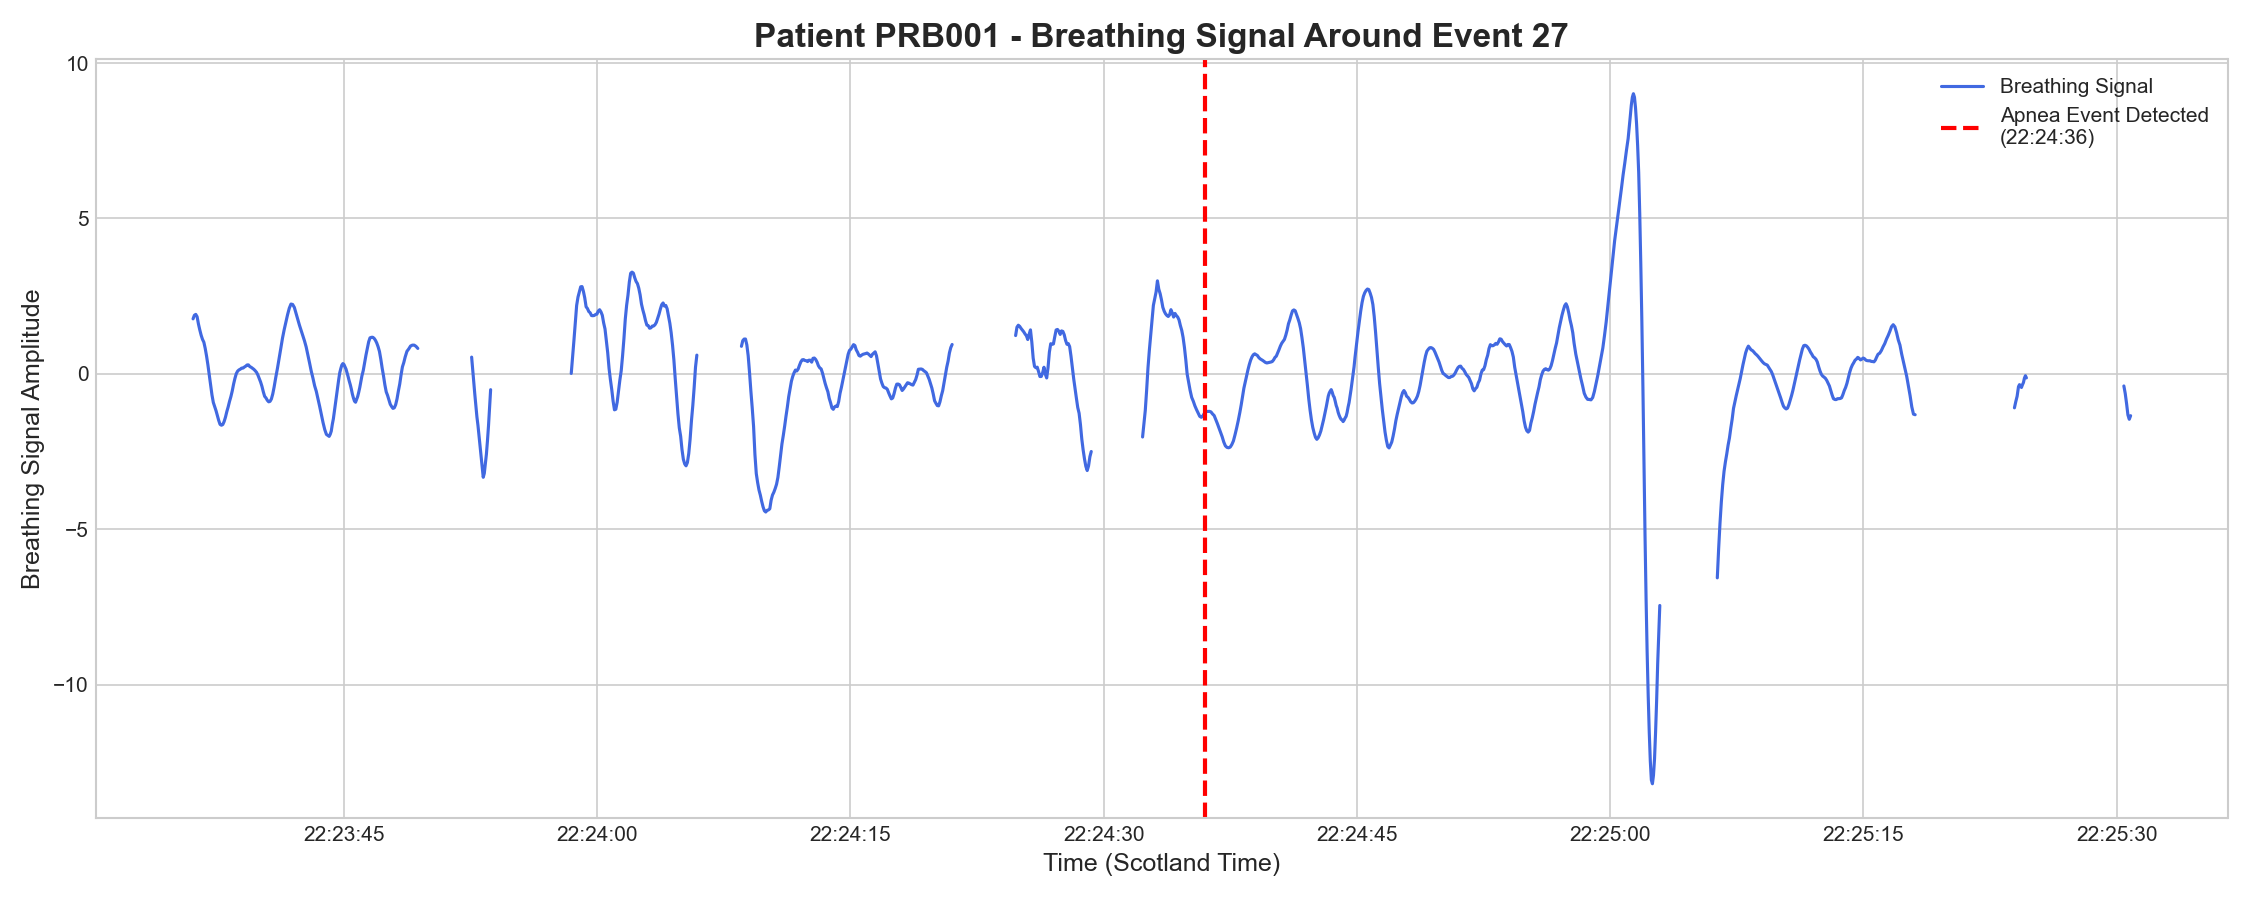 Patient PRB001 - Breathing Signal Around Event 27
Breathing Signal
Apnea Event Detected
(22:24:36)
Breathing Signal Amplitude
10
5
0
−5
−10
22:23:45
22:24:00
22:24:15
22:24:30
22:24:45
22:25:00
22:25:15
22:25:30
Time (Scotland Time)